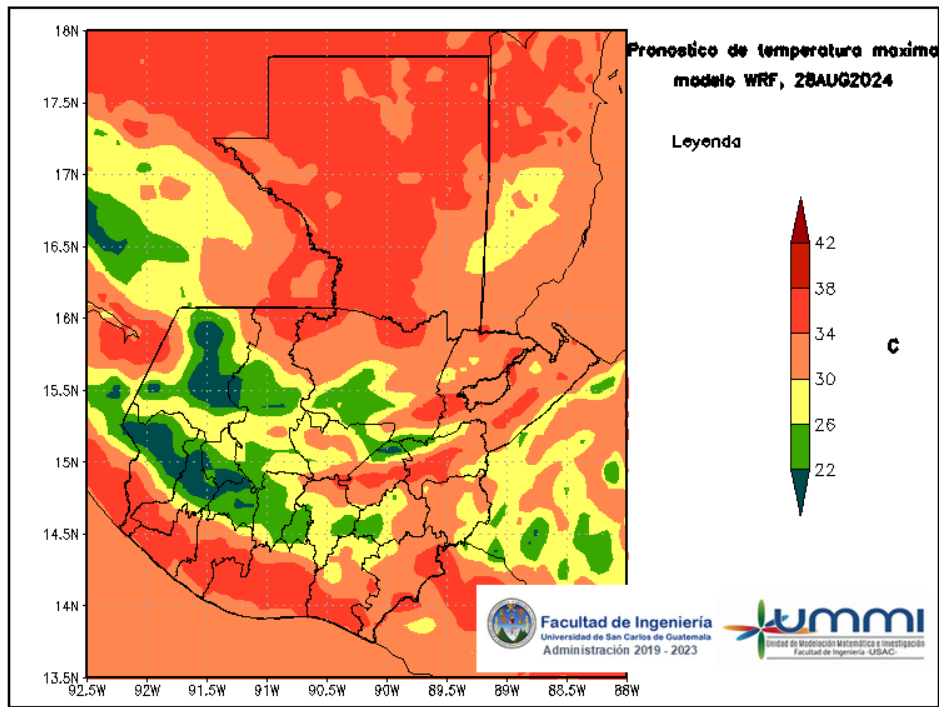 Pronostico de temperatura maxima
modelo WRF, 28AUG2024
Leyenda
42
38
34
30
26
22
C
18N
17.5N
17N
16.5N
16N
15.5N
15N
14.5N
14N
13.5N
92.5W
92W
91.5W
91W
90.5W
90W
89.5W
89W
88.5W
88W
Facultad de Ingeniería
Universidad de San Carlos de Guatemala
Administración 2019 - 2023
UMMI
Unidad de Modelación Matemática e Investigación
Facultad de Ingeniería -USAC-